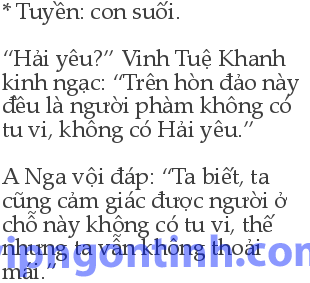 * Tuyền: con suối.
“Hải yêu?” Vinh Tuệ Khanh
kinh ngạc: “Trên hòn đảo này
đều là người phàm không có
tu vi, không có Hải yêu.”
A Nga vội đáp: “Ta biết, ta
cũng cảm giác được người ở
chỗ này không có tu vi, thế
nhưng ta vẫn không thoải
mái.”
ipngontinh.com